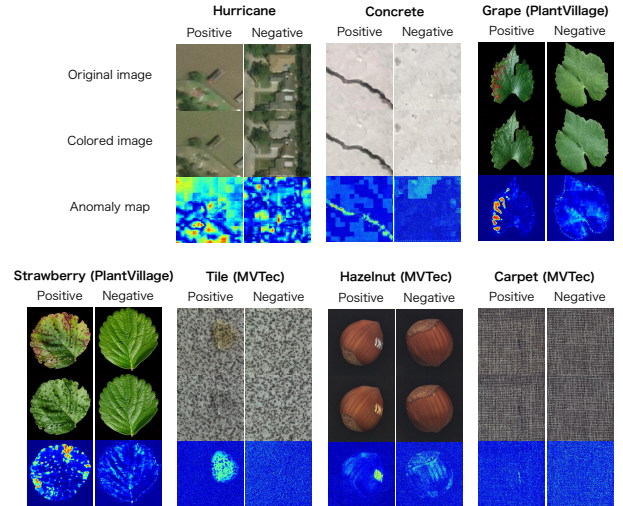 Hurricane
Concrete
Grape (PlantVillage)
Positive Negative
Positive Negative
Positive Negative
Original image
Colored image
Anomaly map
Strawberry (PlantVillage)
Tile (MVTec)
Hazelnut (MVTec)
Carpet (MVTec)
Positive Negative
Positive Negative
Positive Negative
Positive Negative